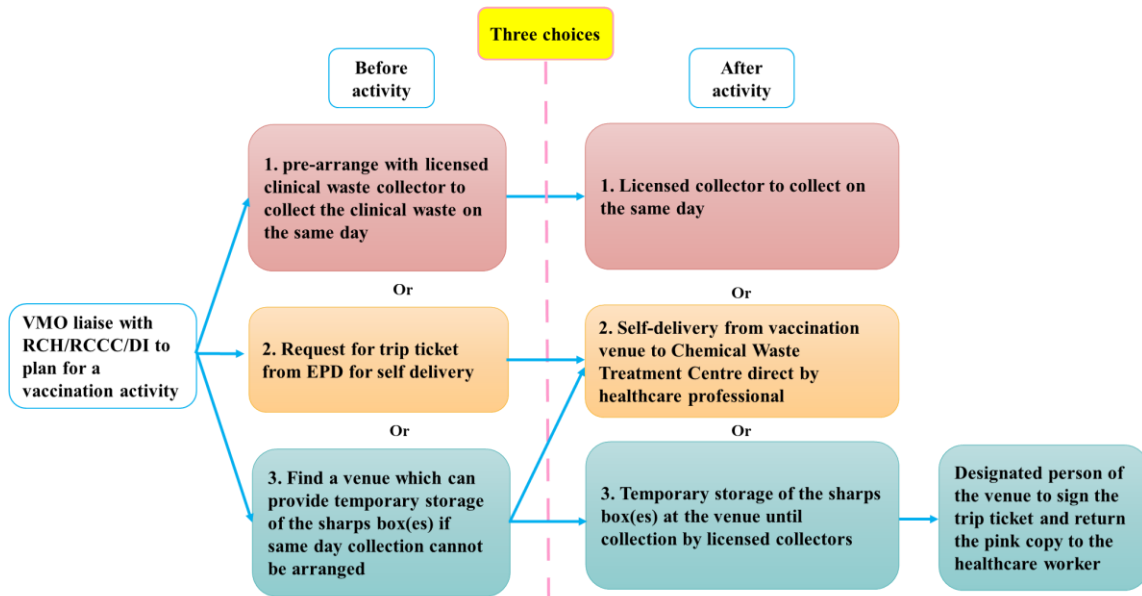 Three choices
Before
activity
After
activity
1. pre-arrange with licensed
clinical waste collector to
collect the clinical waste on
the same day
1. Licensed collector to collect on
the same day
Or
Or
VMO liaise with
RCH/RCCC/DI to
plan for a
vaccination activity
2. Request for trip ticket
from EPD for self delivery
2. Self-delivery from vaccination
venue to Chemical Waste
Treatment Centre direct by
healthcare professional
Or
Or
3. Find a venue which can
provide temporary storage
of the sharps box(es) if
same day collection cannot
be arranged
3. Temporary storage of the sharps
box(es) at the venue until
collection by licensed collectors
Designated person of
the venue to sign the
trip ticket and return
the pink copy to the
healthcare worker